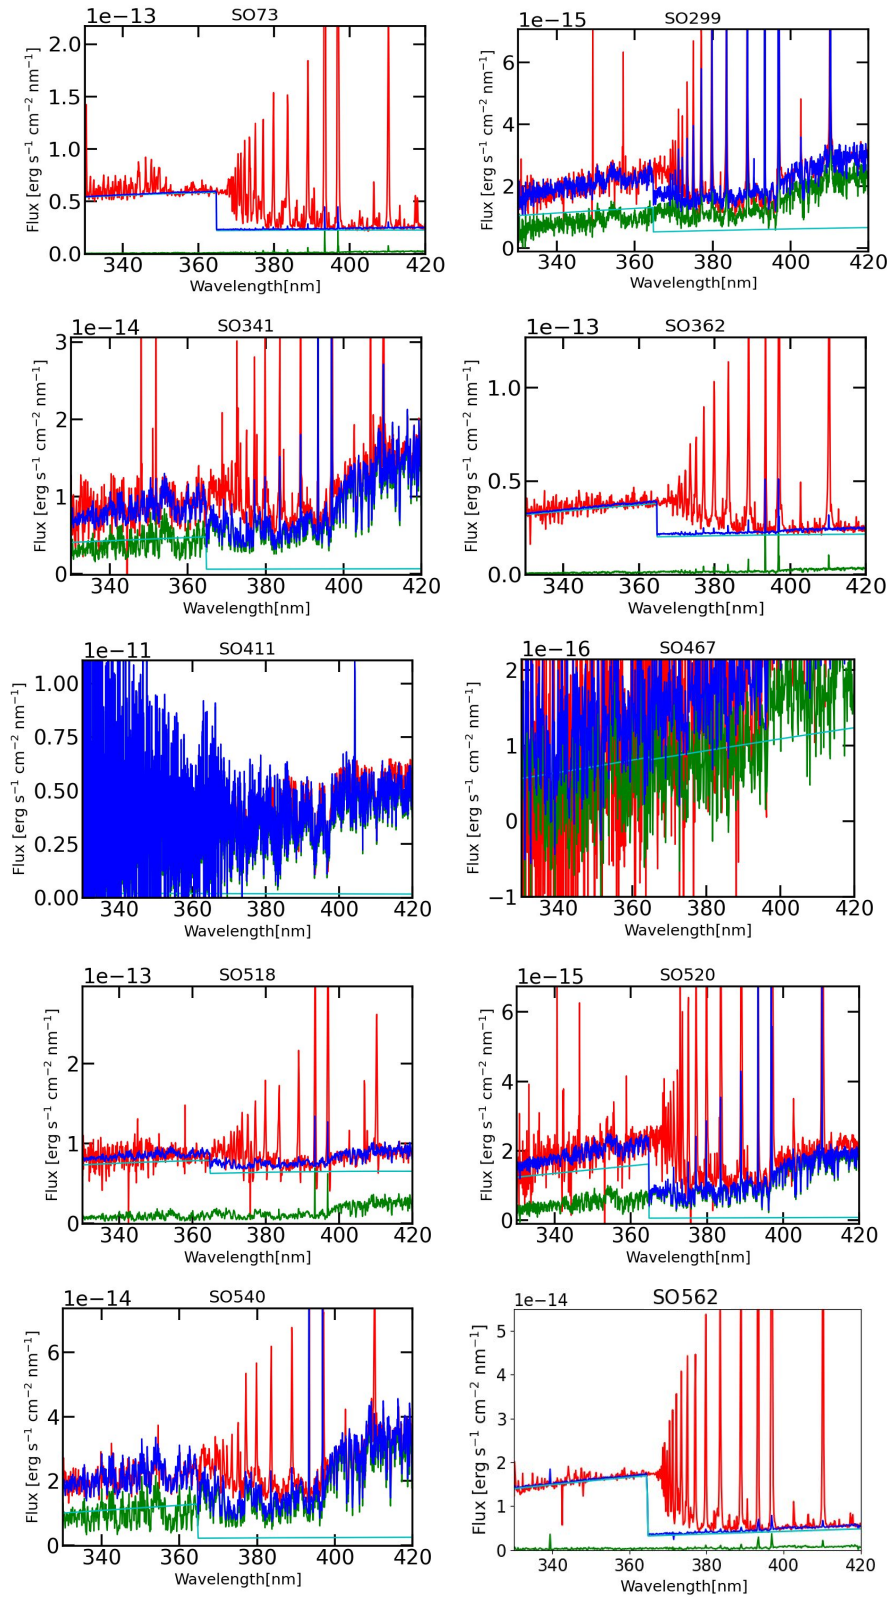 1e−13 SO73
Flux [erg s−1 cm−2 nm−1]
2.0
1.5
1.0
0.5
0.0
340 360 380 400 420
Wavelength[nm]
1e−15 SO299
Flux [erg s−1 cm−2 nm−1]
6
4
2
0
340 360 380 400 420
Wavelength[nm]
1e−14 SO341
Flux [erg s−1 cm−2 nm−1]
3
2
1
0
340 360 380 400 420
Wavelength[nm]
1e−13 SO362
Flux [erg s−1 cm−2 nm−1]
1.0
0.5
0.0
340 360 380 400 420
Wavelength[nm]
1e−11 SO411
Flux [erg s−1 cm−2 nm−1]
1.00
0.75
0.50
0.25
0.00
340 360 380 400 420
Wavelength[nm]
1e−16 SO467
Flux [erg s−1 cm−2 nm−1]
2
1
0
−1
340 360 380 400 420
Wavelength[nm]
1e−13 SO518
Flux [erg s−1 cm−2 nm−1]
2
1
0
340 360 380 400 420
Wavelength[nm]
1e−15 SO520
Flux [erg s−1 cm−2 nm−1]
6
4
2
0
340 360 380 400 420
Wavelength[nm]
1e−14 SO540
Flux [erg s−1 cm−2 nm−1]
6
4
2
0
340 360 380 400 420
Wavelength[nm]
1e−14 SO562
Flux [erg s−1 cm−2 nm−1]
5
4
3
2
1
0
340 360 380 400 420
Wavelength[nm]